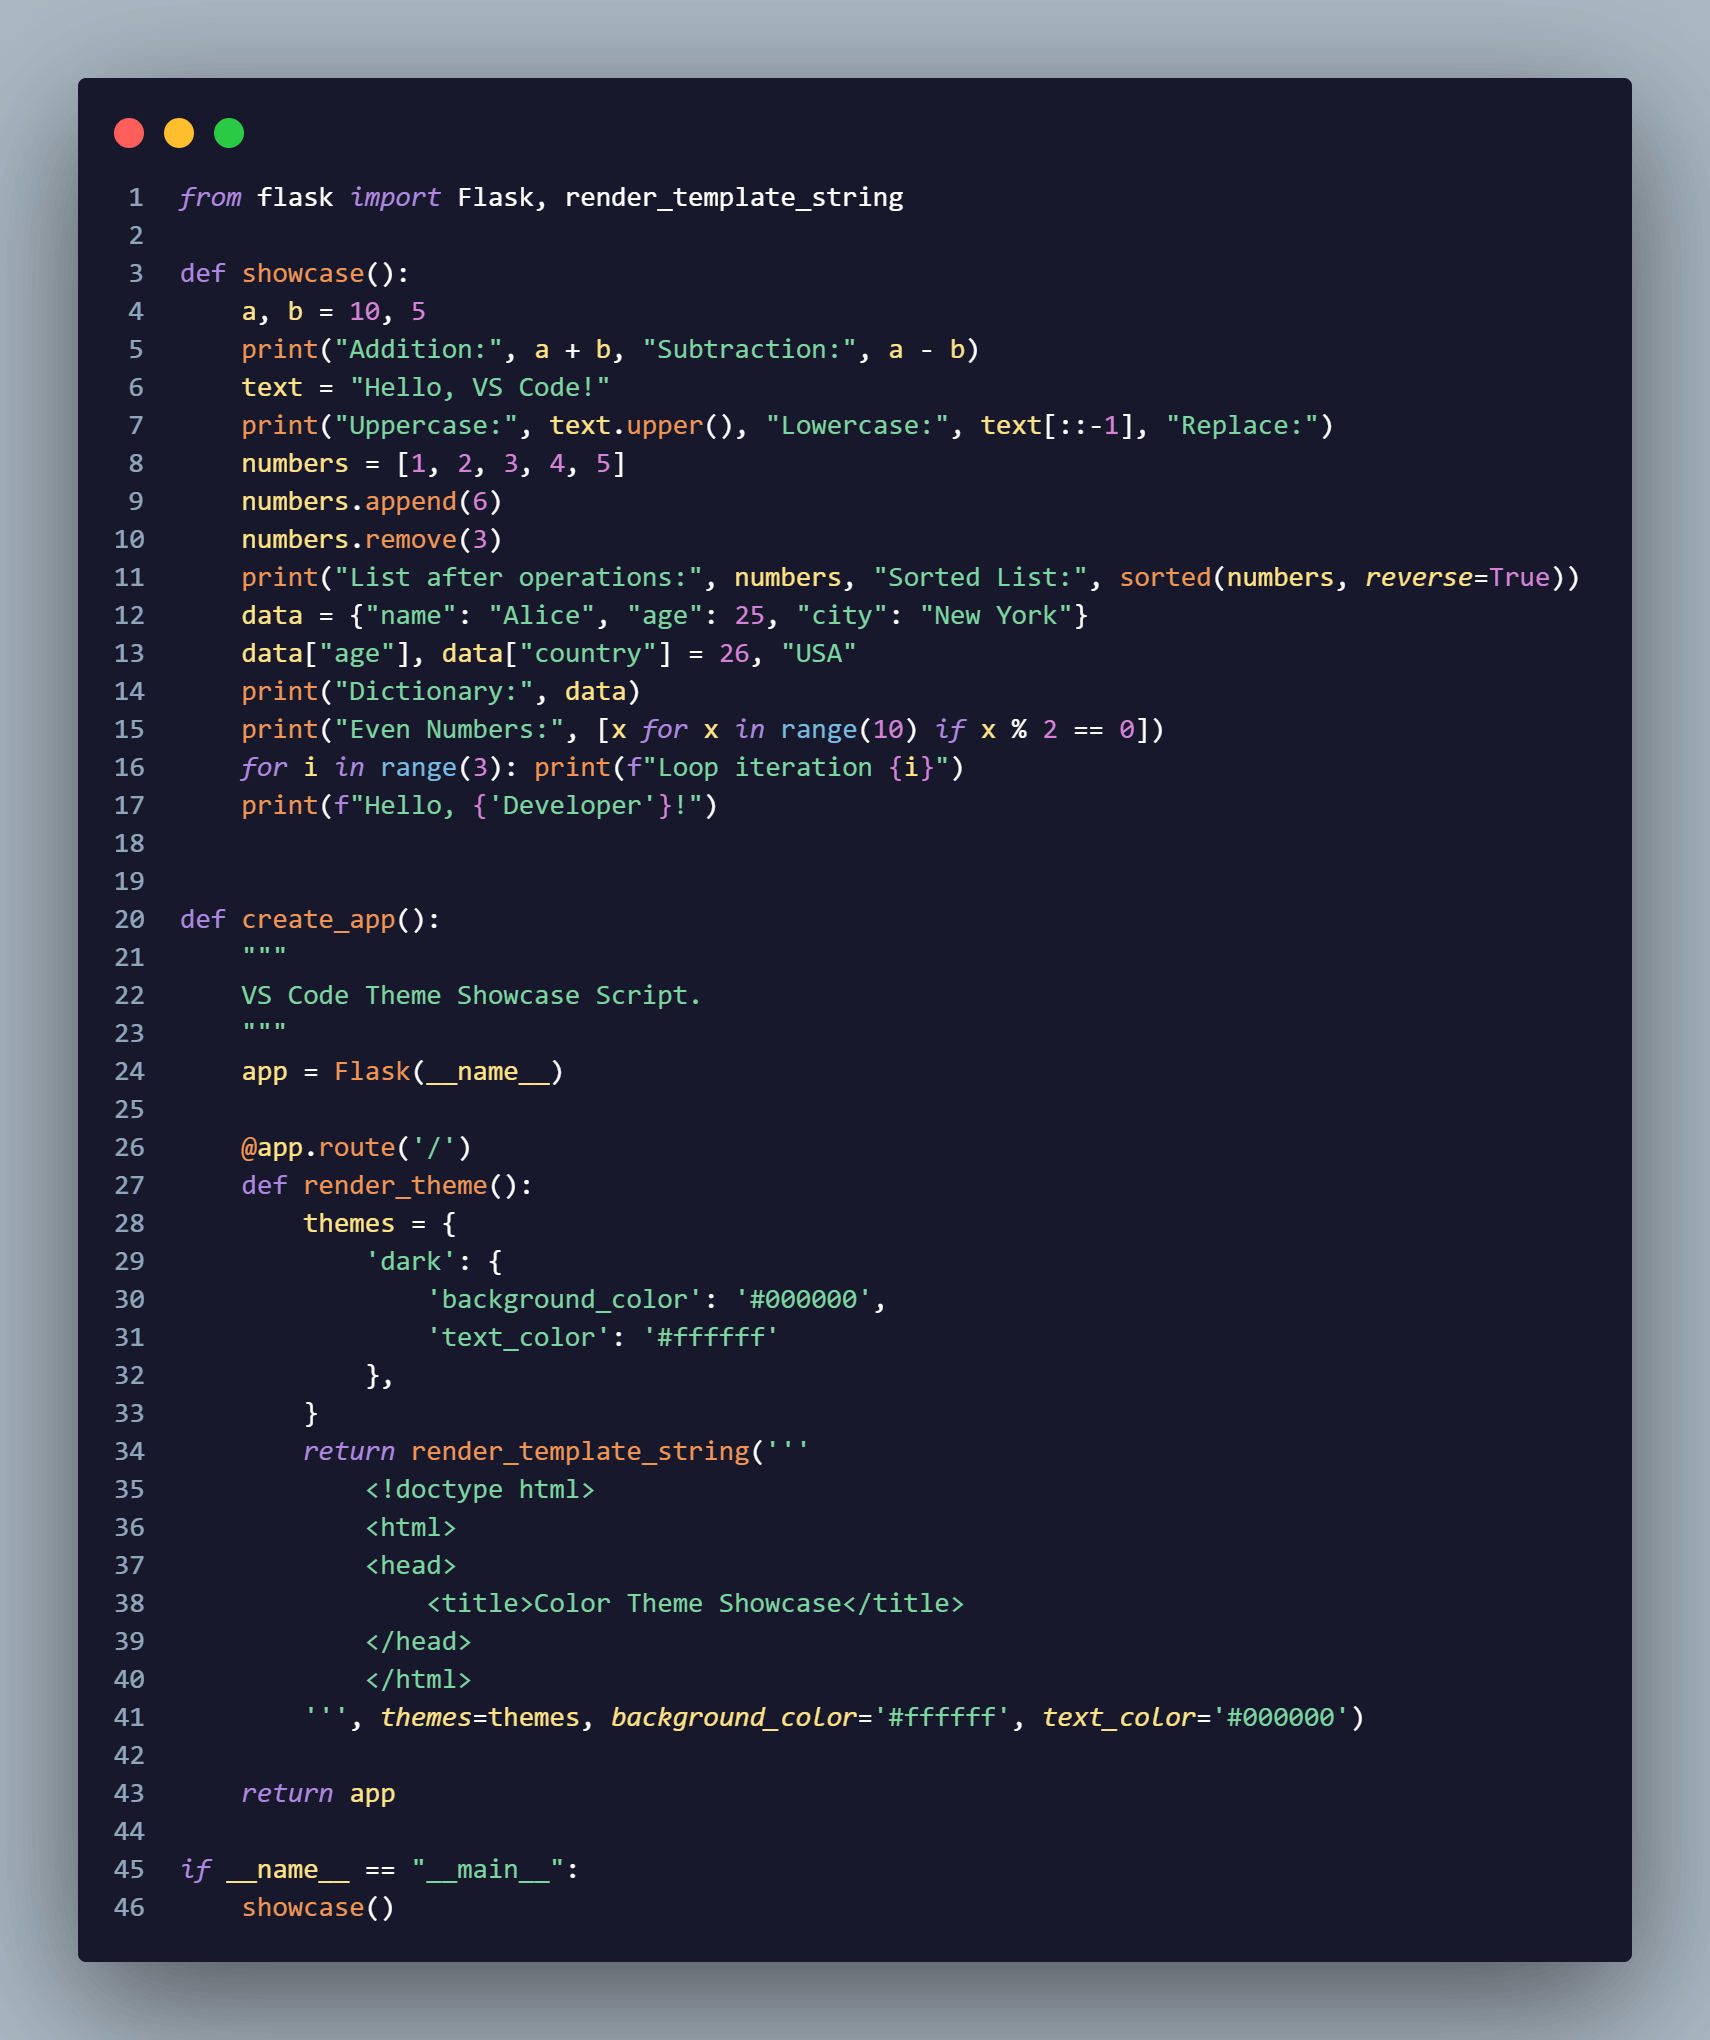 1 from flask import Flask, render_template_string
2
3 def showcase():
4     a, b = 10, 5
5     print("Addition:", a + b, "Subtraction:", a - b)
6     text = "Hello, VS Code!"
7     print("Uppercase:", text.upper(), "Lowercase:", text[::-1], "Replace:")
8     numbers = [1, 2, 3, 4, 5]
9     numbers.append(6)
10     numbers.remove(3)
11     print("List after operations:", numbers, "Sorted List:", sorted(numbers, reverse=True))
12     data = {"name": "Alice", "age": 25, "city": "New York"}
13     data["age"], data["country"] = 26, "USA"
14     print("Dictionary:", data)
15     print("Even Numbers:", [x for x in range(10) if x % 2 == 0])
16     for i in range(3): print(f"Loop iteration {i}")
17     print(f"Hello, {'Developer'}!")
18
19
20 def create_app():
21     """
22     VS Code Theme Showcase Script.
23     """
24     app = Flask(__name__)
25
26     @app.route('/')
27     def render_theme():
28         themes = {
29             'dark': {
30                 'background_color': '#000000',
31                 'text_color': '#ffffff'
32             },
33         }
34         return render_template_string('''
35             <!doctype html>
36             <html>
37             <head>
38                 <title>Color Theme Showcase</title>
39             </head>
40             </html>
41         ''', themes=themes, background_color='#ffffff', text_color='#000000')
42
43     return app
44
45 if __name__ == "__main__":
46     showcase()